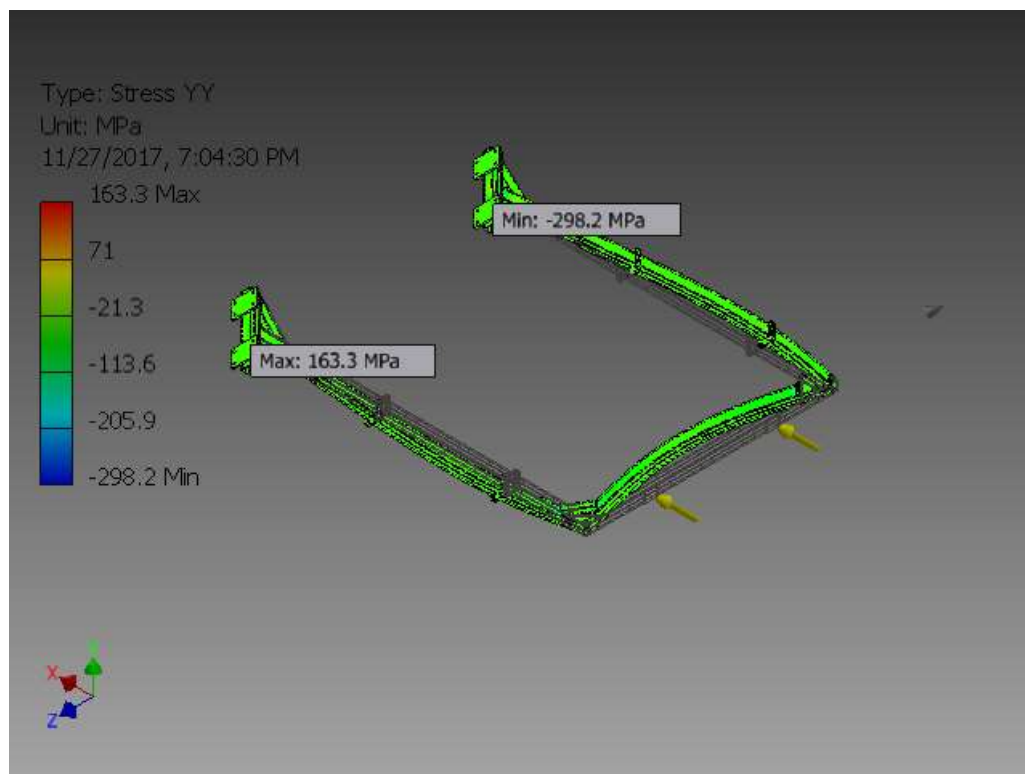 Type: Stress YY
Unit: MPa
11/27/2017, 7:04:30 PM
163.3 Max
71
-21.3
-113.6
-205.9
-298.2 Min
Min: -298.2 MPa
Max: 163.3 MPa
Y
X
Z